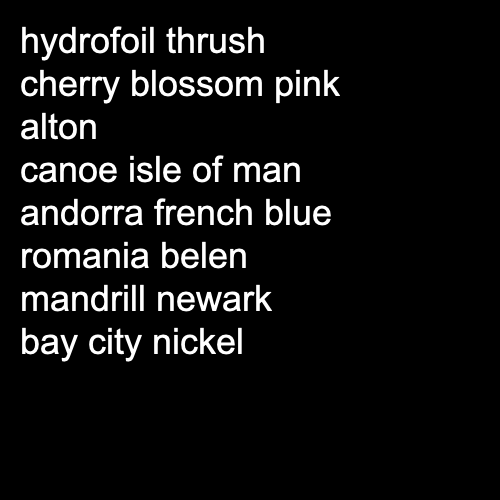 hydrofoil thrush
cherry blossom pink
alton
canoe isle of man
andorra french blue
romania belen
mandrill newark
bay city nickel